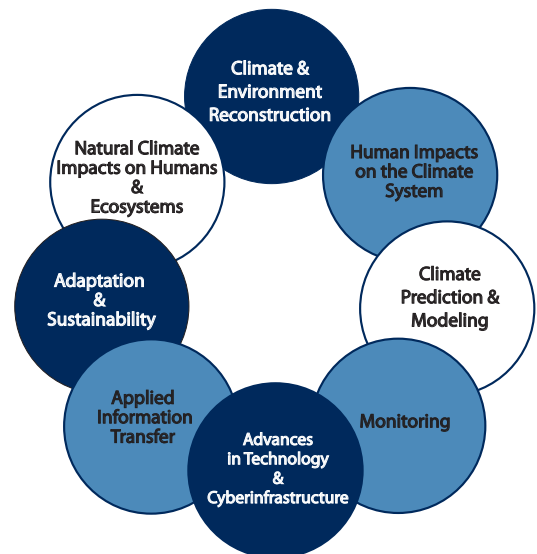 Climate &
Environment
Reconstruction
Human Impacts
on the Climate
System
Climate
Prediction &
Modeling
Monitoring
Advances
in Technology
&
Cyberinfrastructure
Applied
Information
Transfer
Adaptation
&
Sustainability
Natural Climate
Impacts on Humans
&
Ecosystems